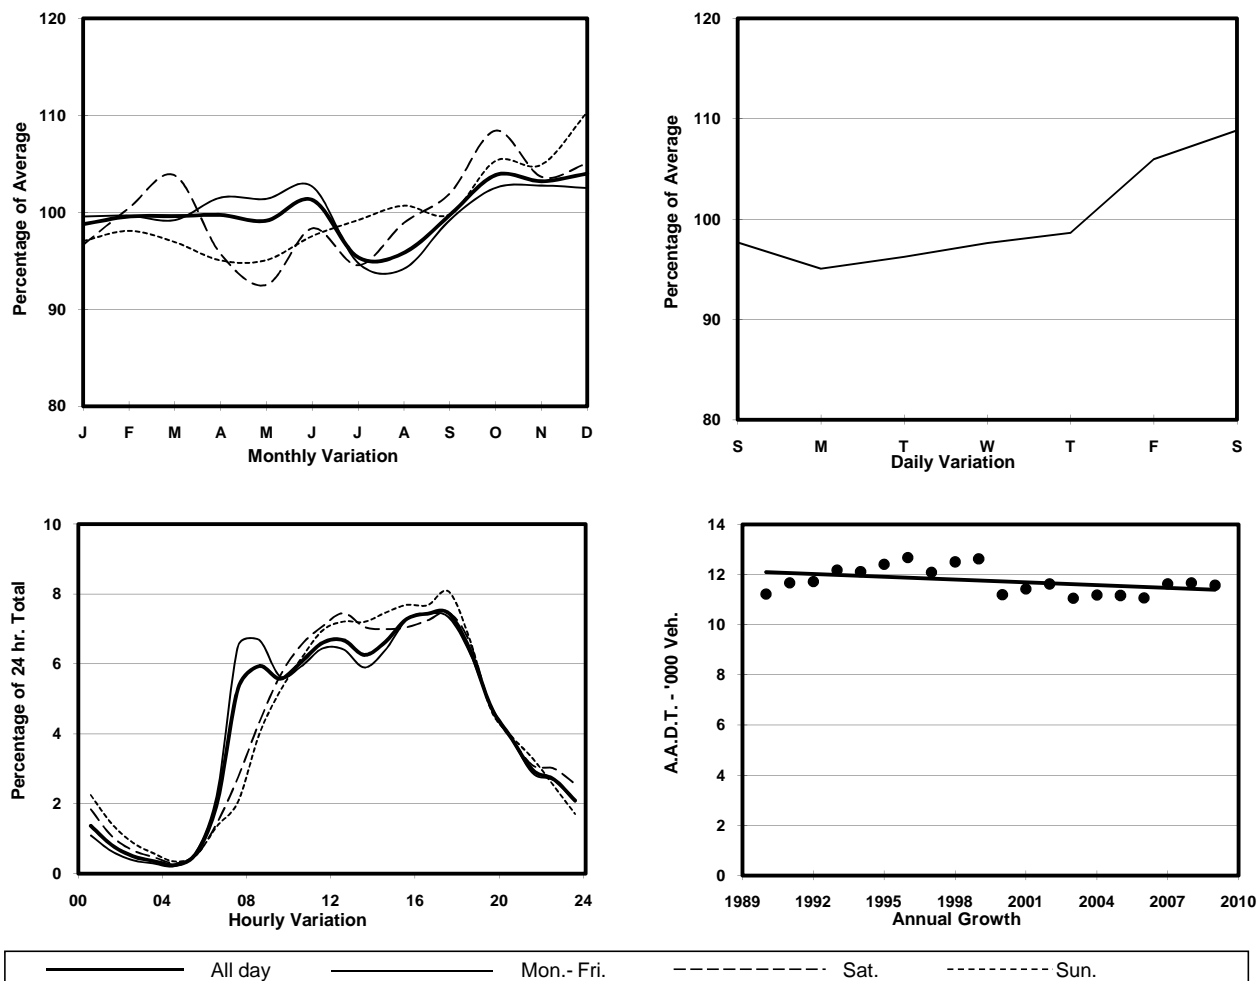 120
110
100
90
80
Percentage of Average
J F M A M J J A S O N D
Monthly Variation
120
110
100
90
80
Percentage of Average
S M T W T F S
Daily Variation
10
8
6
4
2
0
Percentage of 24 hr. Total
00 04 08 12 16 20 24
Hourly Variation
14
12
10
8
6
4
2
0
A.A.D.T. - '000 Veh.
1989 1992 1995 1998 2001 2004 2007 2010
Annual Growth
All day Mon.- Fri. Sat. Sun.